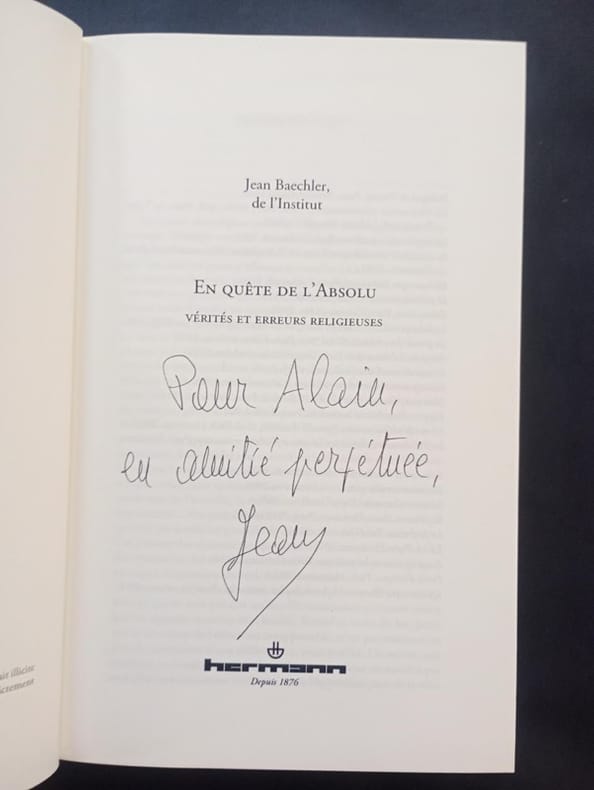 Jean Baechler,
de l'Institut
En quête de l'Absolu
vérités et erreurs religieuses
Pour Alain,
en amitié perpétuée,
Jean
hermann
Depuis 1876
illicite